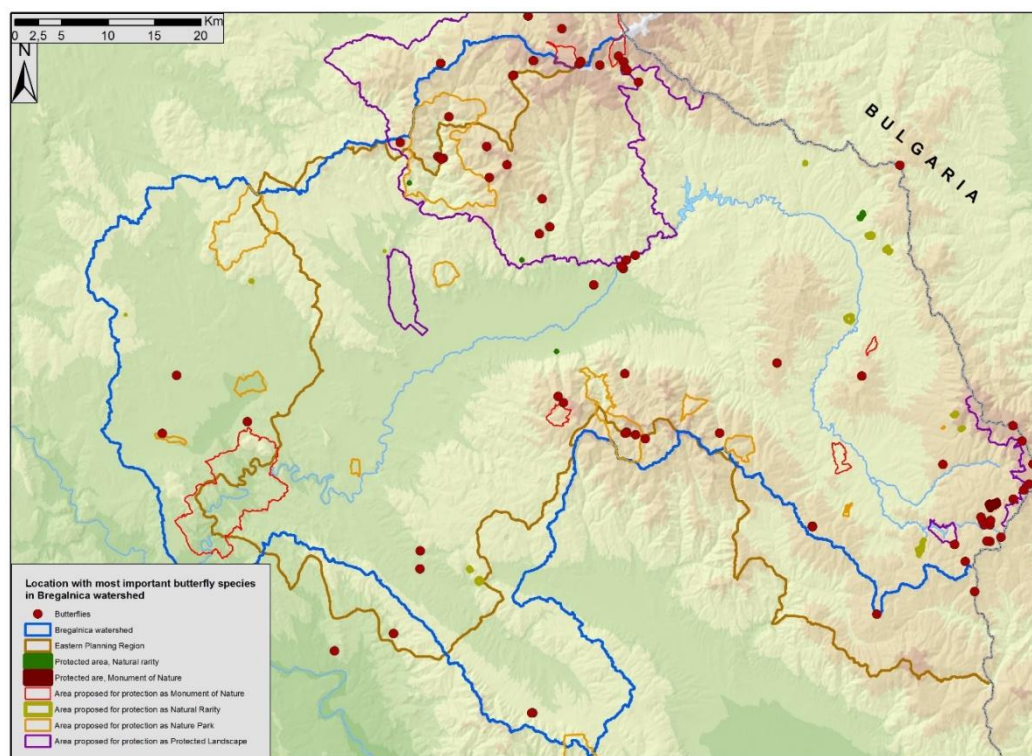 Km
0 2,5 5 10 15 20
N
BULGARIA
Location with most important butterfly species
in Bregalnica watershed
Butterflies
Bregalnica watershed
Eastern Planning Region
Protected area, Natural rarity
Protected are, Monument of Nature
Area proposed for protection as Monument of Nature
Area proposed for protection as Natural Rarity
Area proposed for protection as Nature Park
Area proposed for protection as Protected Landscape